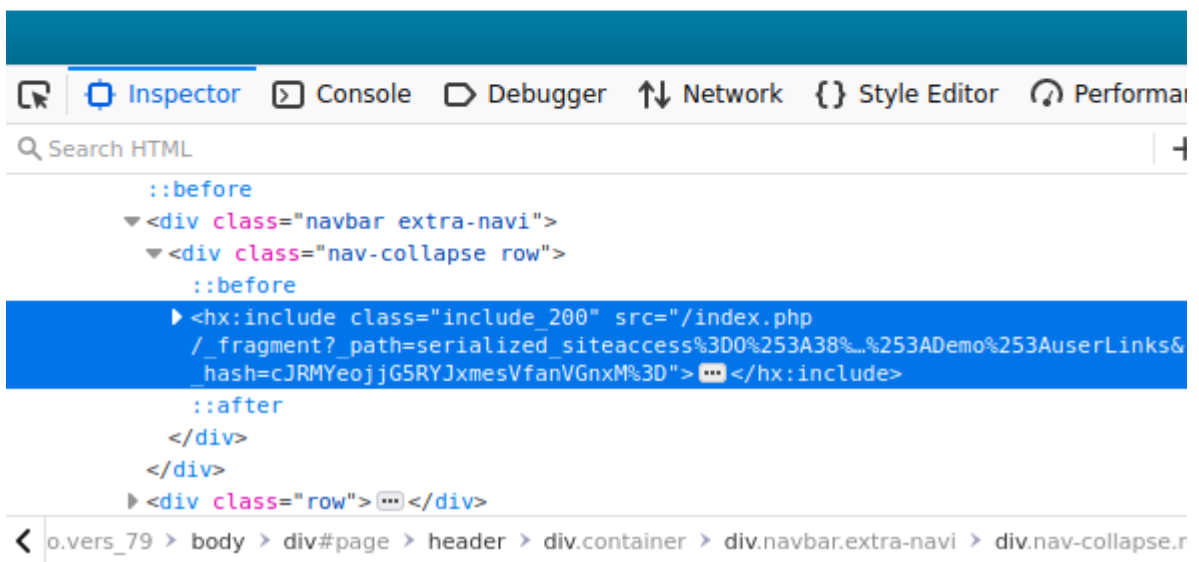 Inspector Console Debugger Network {} Style Editor Performa
Search HTML +
::before
<div class="navbar extra-navi">
<div class="nav-collapse row">
::before
<hx:include class="include_200" src="/index.php
/_fragment?_path=serialized_siteaccess%3DO%253A38%…%253ADemo%253AuserLinks&
_hash=cJRMYeojjG5RYJxmesVfanVGnxM%3D"> ••• </hx:include>
::after
</div>
</div>
<div class="row"> ••• </div>
o.vers_79 > body > div#page > header > div.container > div.navbar.extra-navi > div.nav-collapse.r